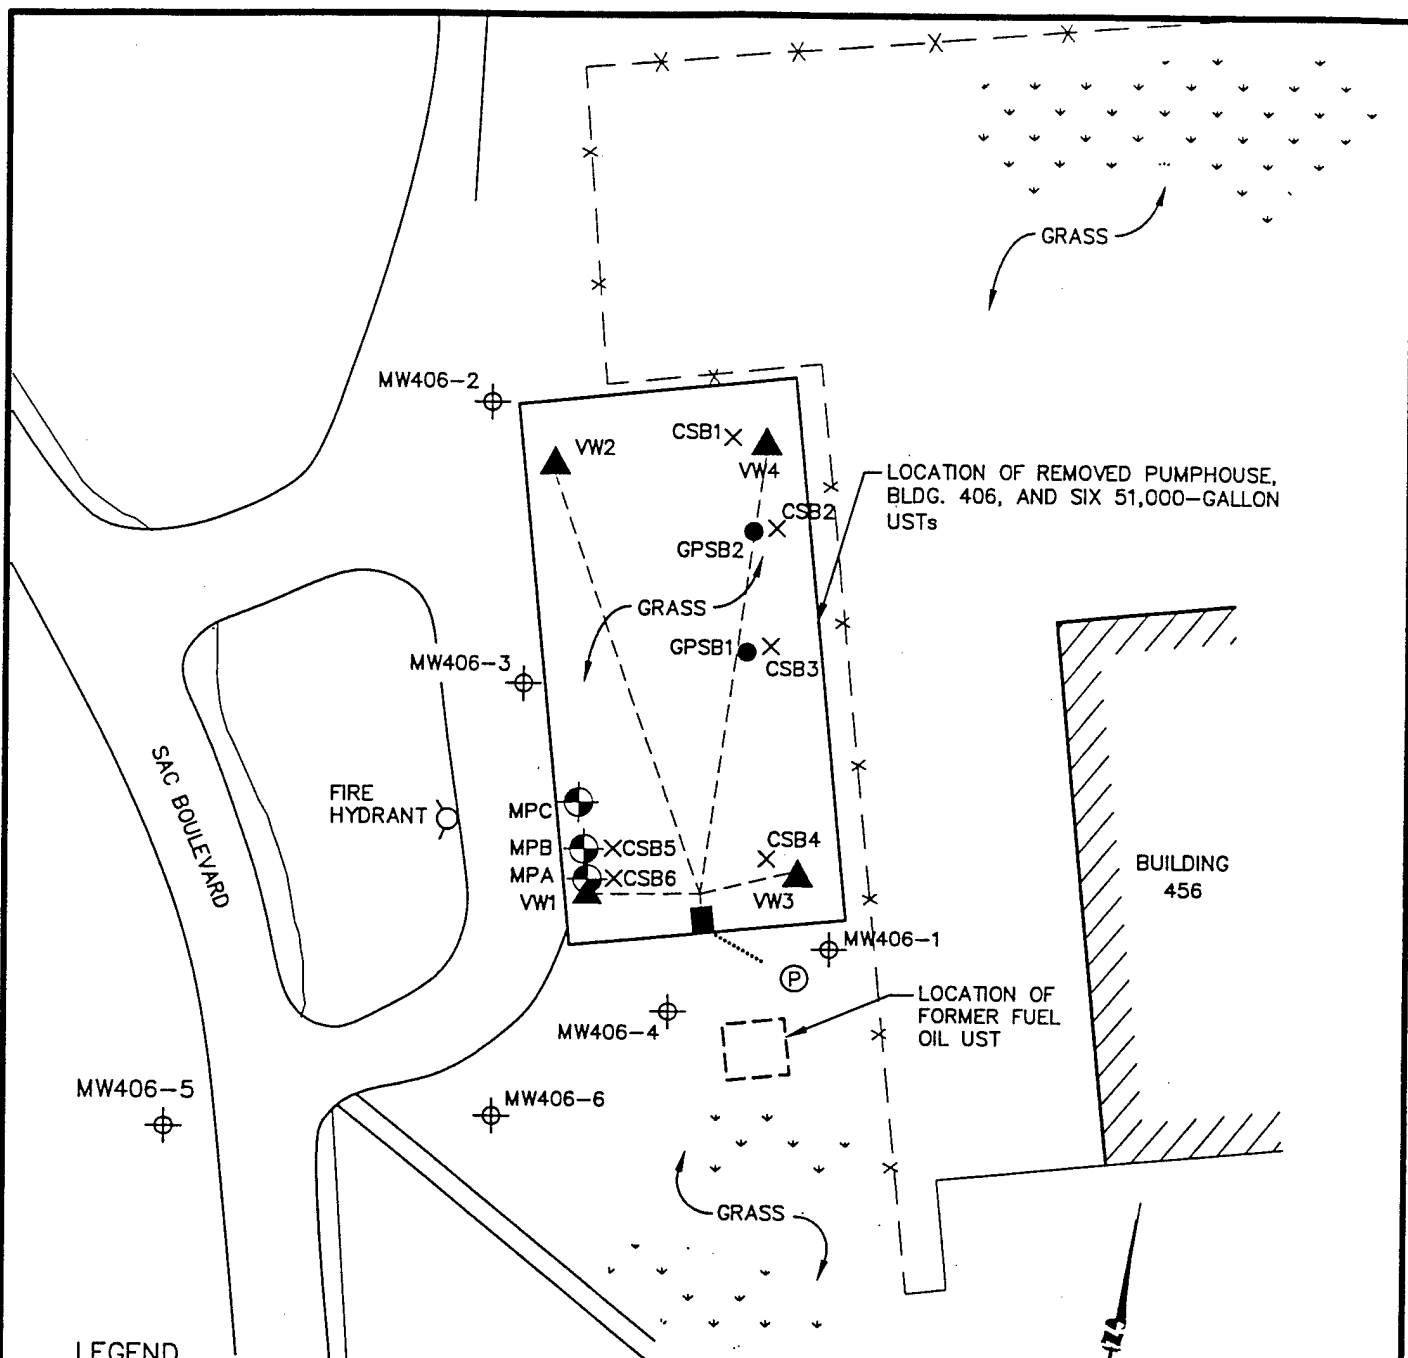 GRASS
MW406-2
CSB1
VW2
VW4
LOCATION OF REMOVED PUMPHOUSE,
BLDG. 406, AND SIX 51,000-GALLON
USTs
CSB2
GPSB2
GRASS
GPSB1
MW406-3
CSB3
SAC BOULEVARD
FIRE
HYDRANT
MPC
CSB4
MPB
CSB5
MPA
CSB6
VW1
VW3
BUILDING
456
MW406-1
P
LOCATION OF
FORMER FUEL
OIL UST
MW406-4
MW406-5
MW406-6
GRASS
LEGEND